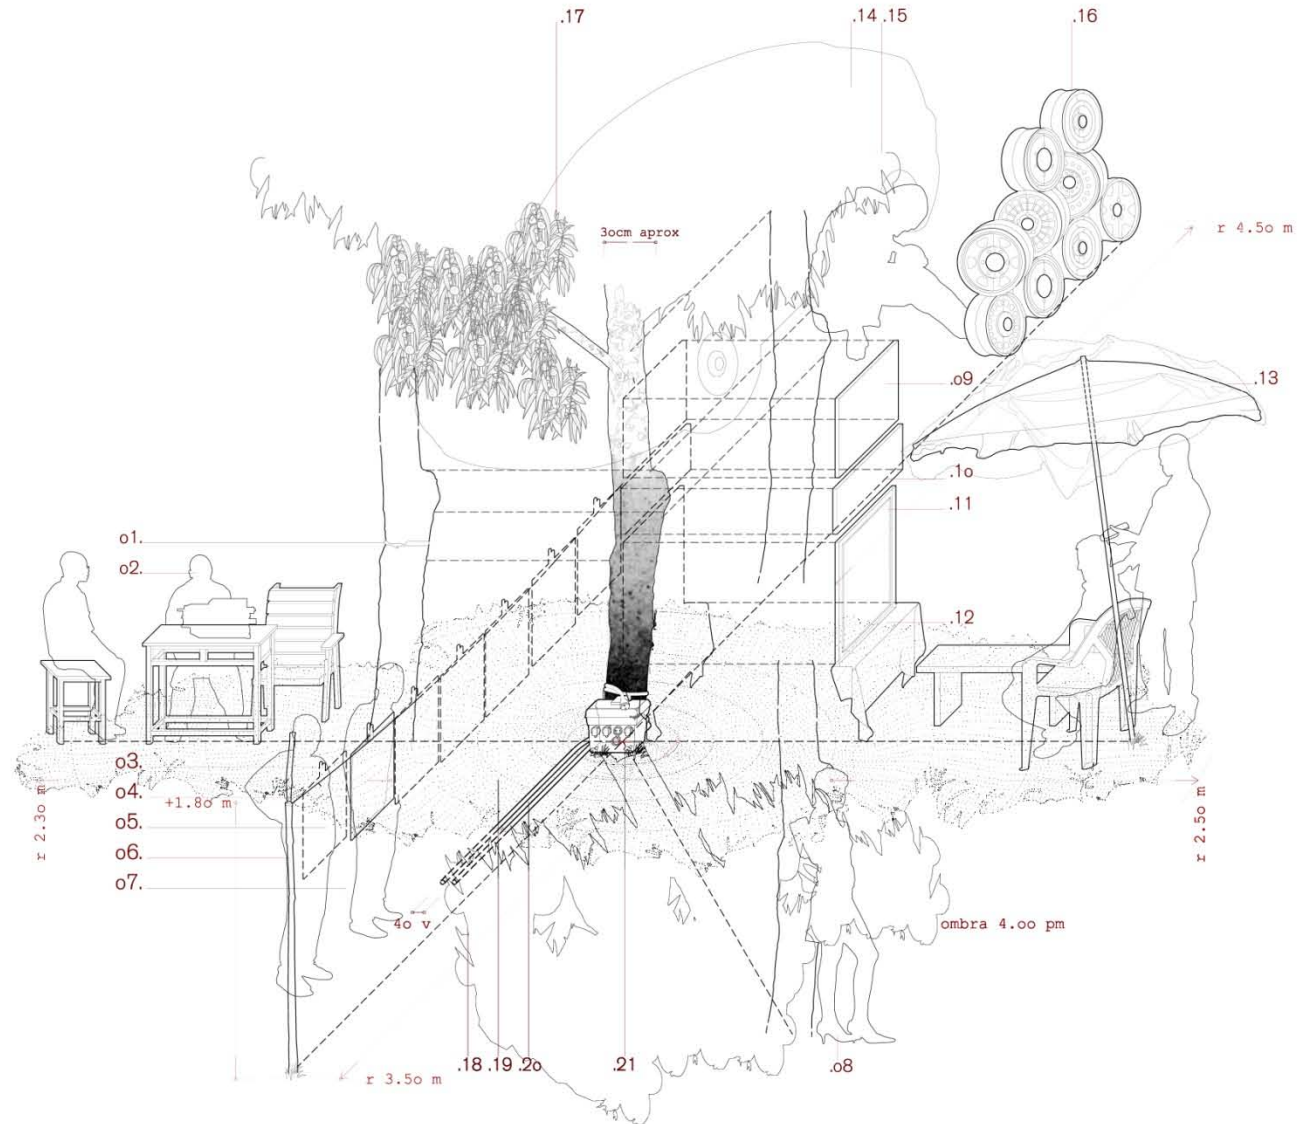 .17
.14 .15
.16
3ocm aprox
r 4.5o m
.o9
.13
.1o
.11
o1.
o2.
.12
o3.
o4.
+1.8o m
o5.
o6.
o7.
r 2.3o m
r 2.5o m
4o v
ombra 4.oo pm
.18 .19 .2o
.21
.o8
r 3.5o m